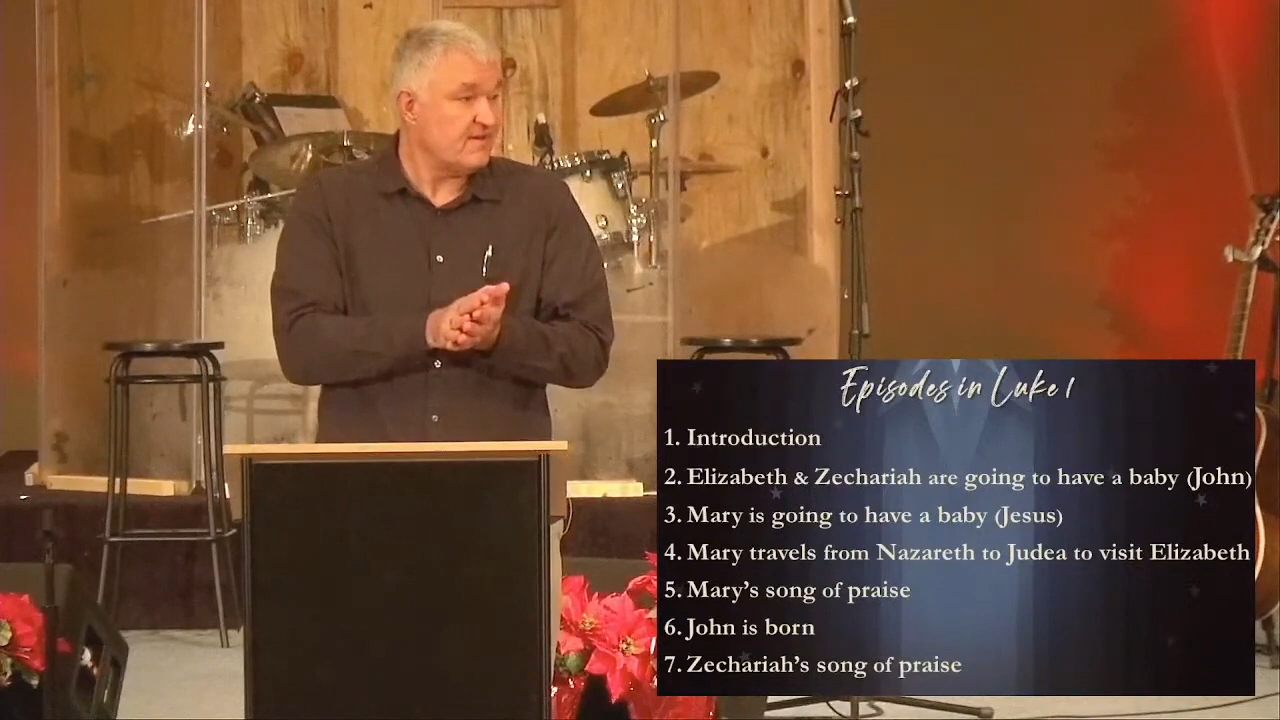 Episodes in Luke 1
1. Introduction
2. Elizabeth & Zechariah are going to have a baby (John)
3. Mary is going to have a baby (Jesus)
4. Mary travels from Nazareth to Judea to visit Elizabeth
5. Mary's song of praise
6. John is born
7. Zechariah's song of praise